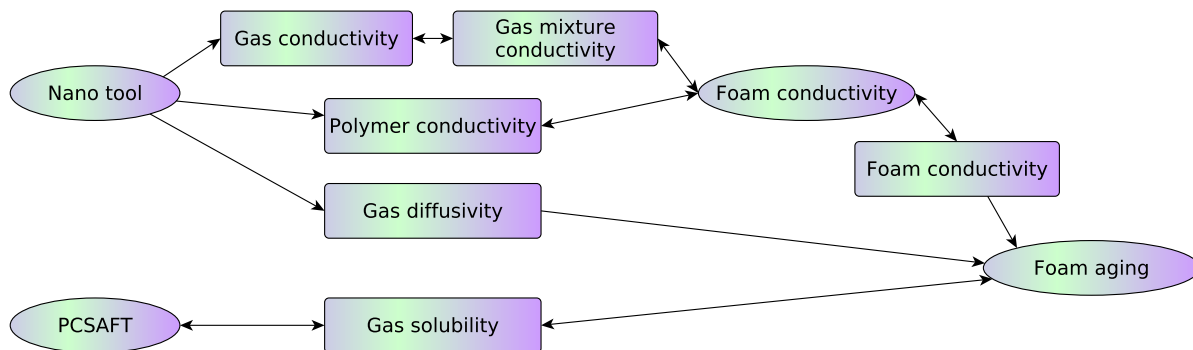 Gas conductivity
Gas mixture
conductivity
Nano tool
Foam conductivity
Polymer conductivity
Foam conductivity
Gas diffusivity
Foam aging
PCSAFT
Gas solubility